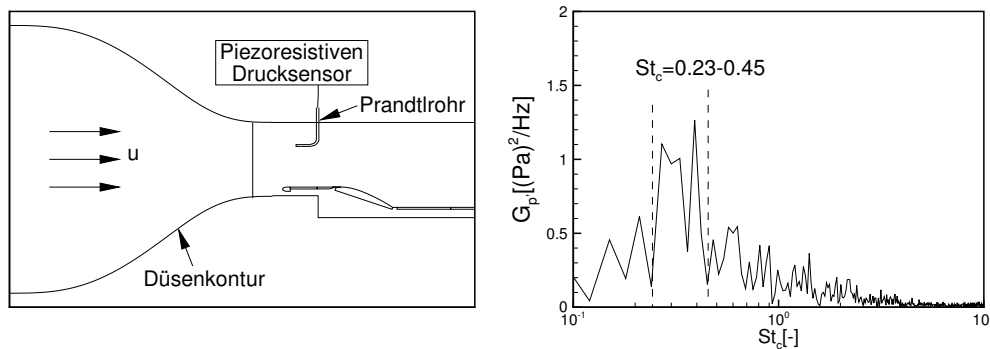 Piezoresistiven
Drucksensor
Prandtlrohr
u
Düsenkontur
2
1.5
1
0.5
0
G_p'[(Pa)^2/Hz]
St_c=0.23-0.45
10^-1
10^0
10
St_c[-]